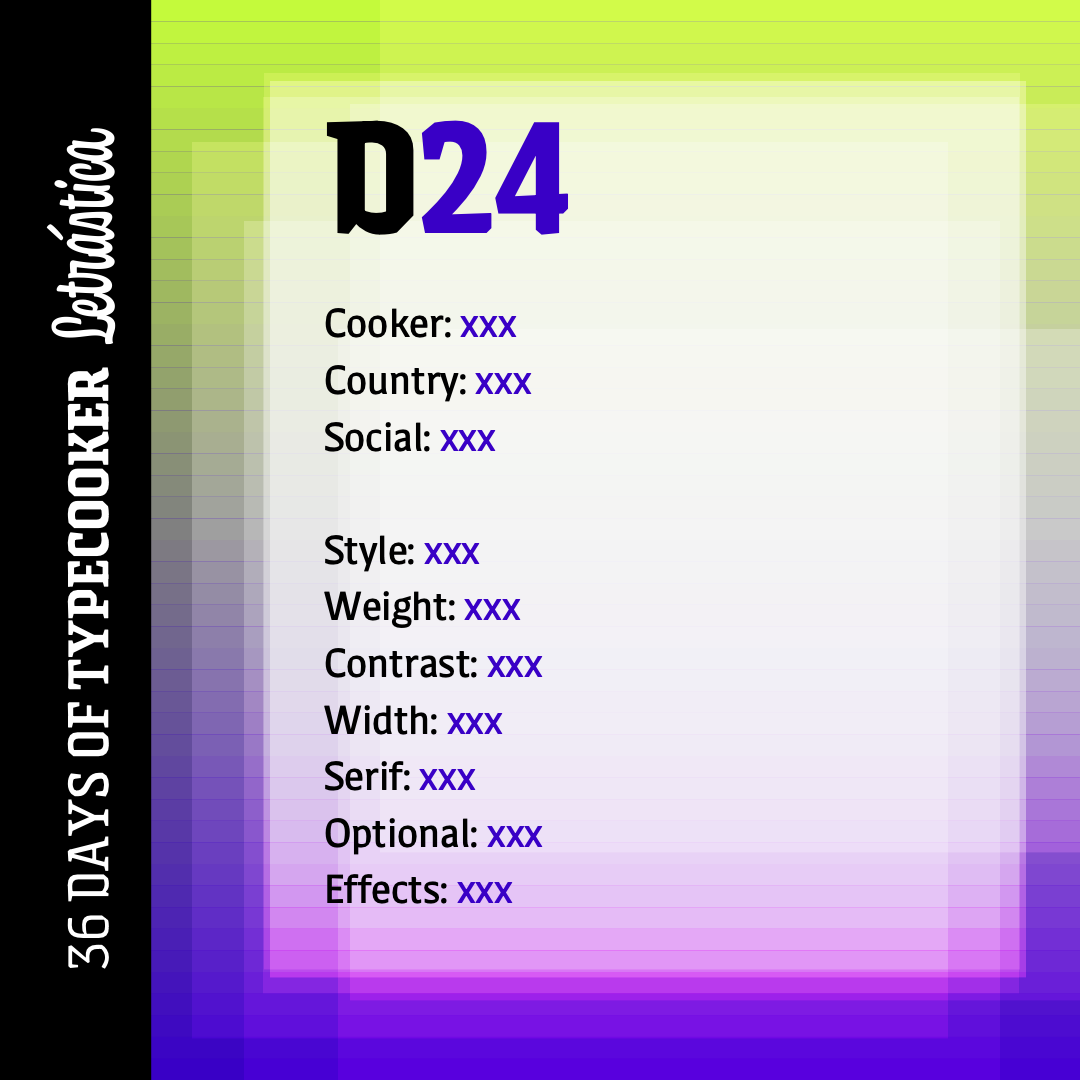 36 DAYS OF TYPECOOKER Letrástica
D24
Cooker: xxx
Country: xxx
Social: xxx
Style: xxx
Weight: xxx
Contrast: xxx
Width: xxx
Serif: xxx
Optional: xxx
Effects: xxx